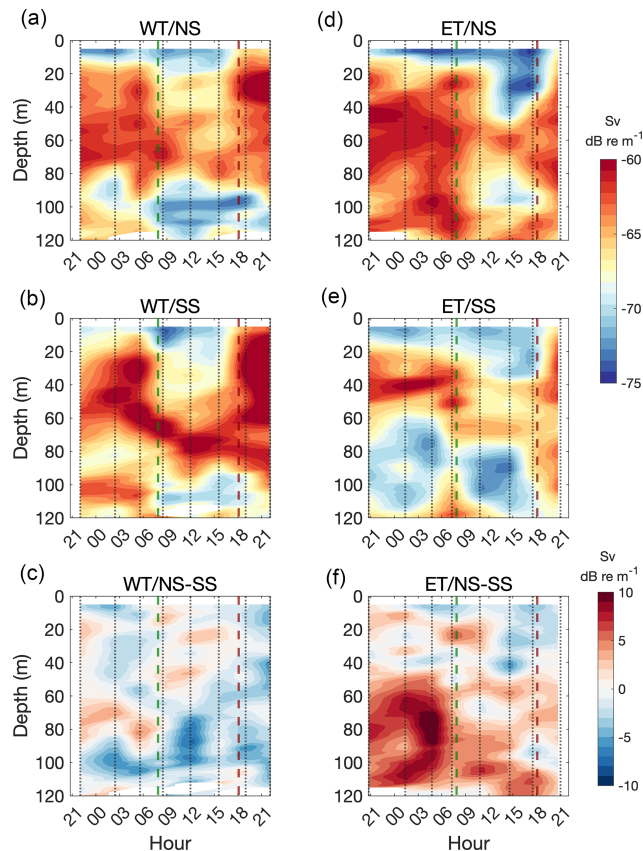 (a) WT/NS
0
20
40
60
80
100
120
Depth (m)
21 00 03 06 09 12 15 18 21
(d) ET/NS
0
20
40
60
80
100
120
21 00 03 06 09 12 15 18 21
Sv
dB re m⁻¹
-60
-65
-70
-75
(b) WT/SS
0
20
40
60
80
100
120
Depth (m)
21 00 03 06 09 12 15 18 21
(e) ET/SS
0
20
40
60
80
100
120
21 00 03 06 09 12 15 18 21
(c) WT/NS-SS
0
20
40
60
80
100
120
Depth (m)
21 00 03 06 09 12 15 18 21
Hour
(f) ET/NS-SS
0
20
40
60
80
100
120
21 00 03 06 09 12 15 18 21
Hour
Sv
dB re m⁻¹
10
5
0
-5
-10